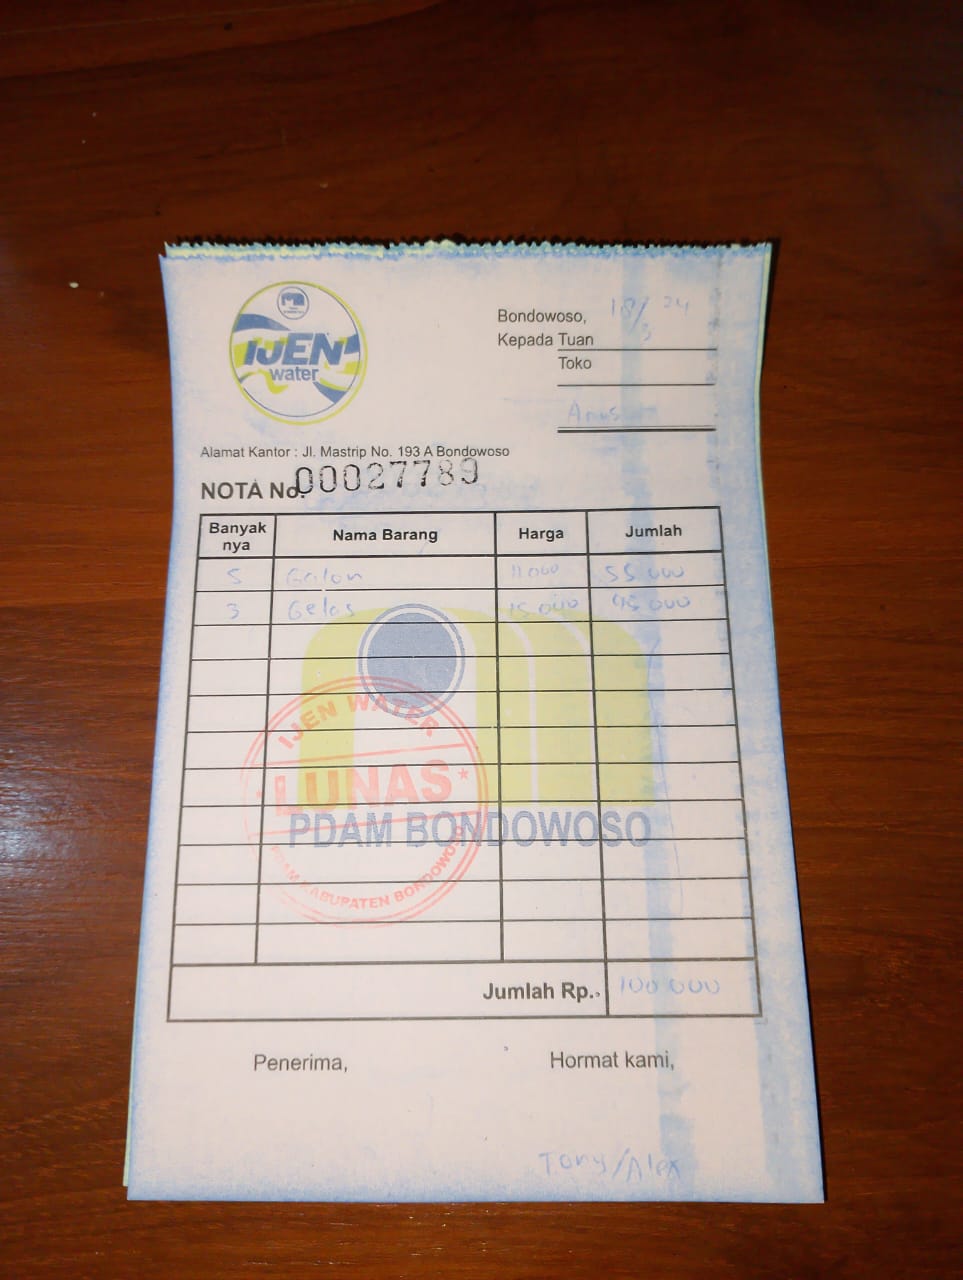 IJEN
water
Bondowoso, 18/3 24
Kepada Tuan
Toko
Alamat Kantor : Jl. Mastrip No. 193 A Bondowoso
NOTA No. 00027789
Banyak nya Nama Barang Harga Jumlah
5 Galon 11 000 55 000
3 Gelas 15 000 45 000
IJEN WATER
LUNAS
PDAM BONDOWOSO
PDAM KABUPATEN BONDOWOSO
Jumlah Rp. 100 000
Penerima, Hormat kami,
Tony/Alex